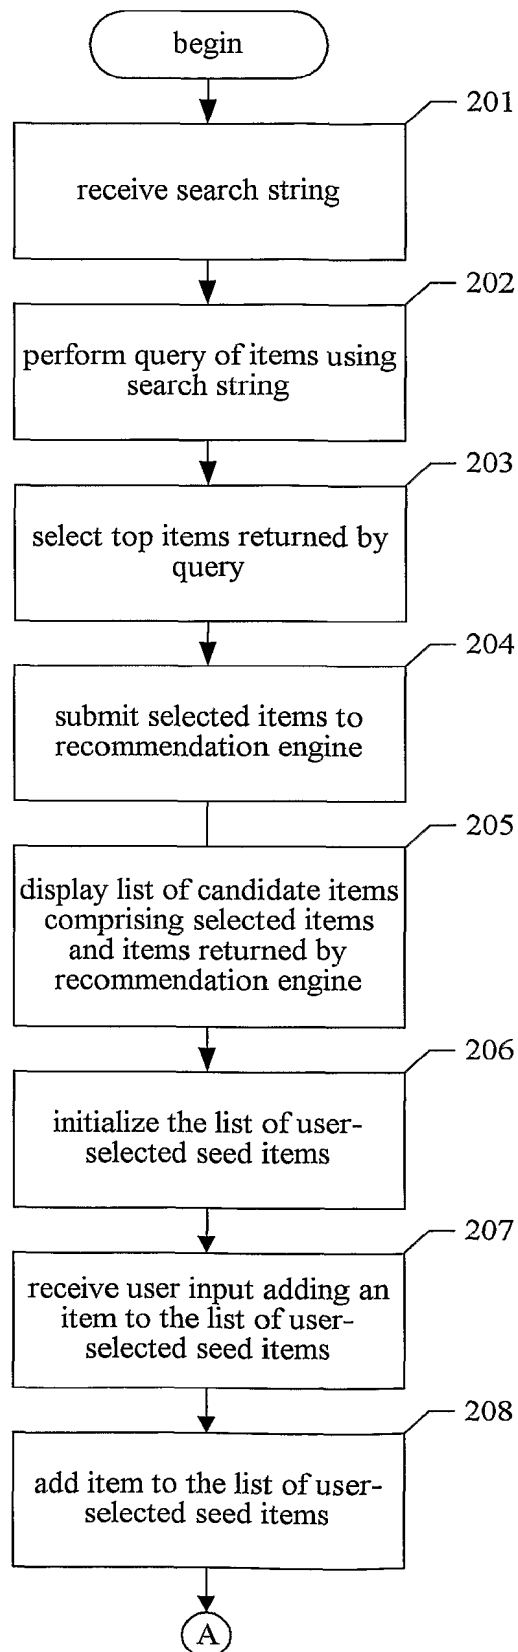 begin
201
receive search string
202
perform query of items using
search string
203
select top items returned by
query
204
submit selected items to
recommendation engine
205
display list of candidate items
comprising selected items
and items returned by
recommendation engine
206
initialize the list of user-
selected seed items
207
receive user input adding an
item to the list of user-
selected seed items
208
add item to the list of user-
selected seed items
A